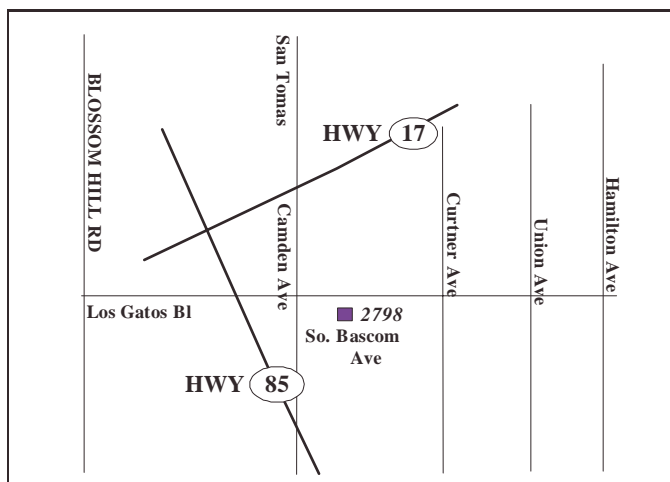 BLOSSOM HILL RD
San Tomas
HWY 17
Camden Ave
Curtner Ave
Union Ave
Hamilton Ave
Los Gatos Bl
2798
So. Bascom
Ave
HWY 85